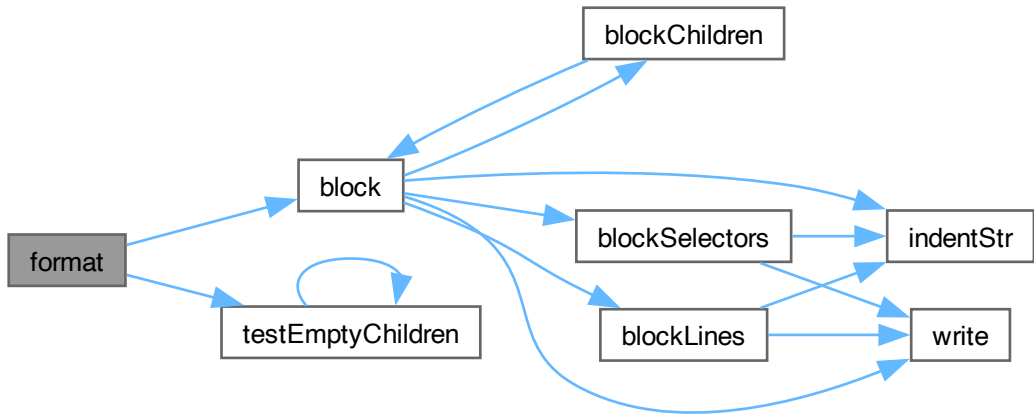 blockChildren
block
blockSelectors
indentStr
format
testEmptyChildren
blockLines
write